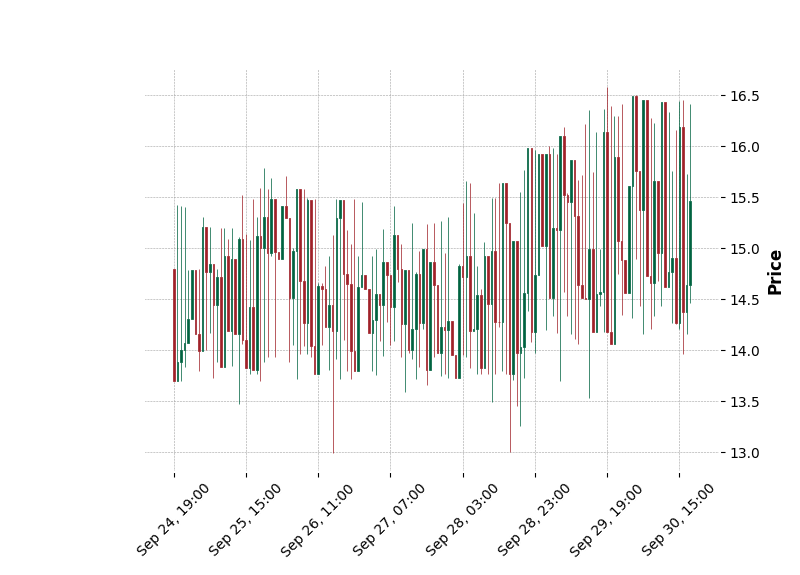 16.5
16.0
15.5
15.0
14.5
14.0
13.5
13.0
Price
Sep 24, 19:00
Sep 25, 15:00
Sep 26, 11:00
Sep 27, 07:00
Sep 28, 03:00
Sep 28, 23:00
Sep 29, 19:00
Sep 30, 15:00